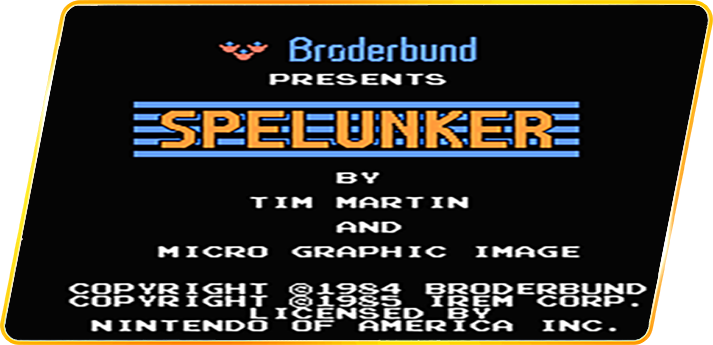 Broderbund
PRESENTS
SPELUNKER
BY
TIM MARTIN
AND
MICRO GRAPHIC IMAGE
COPYRIGHT @1984 BRODERBUND
COPYRIGHT @1985 IREM CORP.
LICENSED BY
NINTENDO OF AMERICA INC.